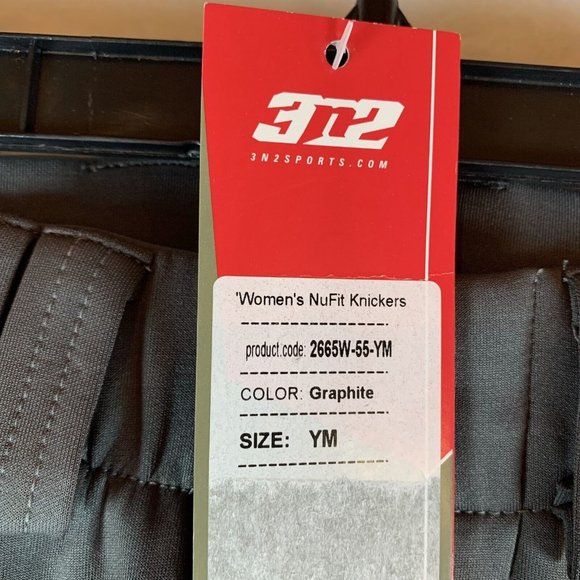 3n2
3N2SPORTS.COM
'Women's NuFit Knickers
product.code: 2665W-55-YM
COLOR: Graphite
SIZE: YM